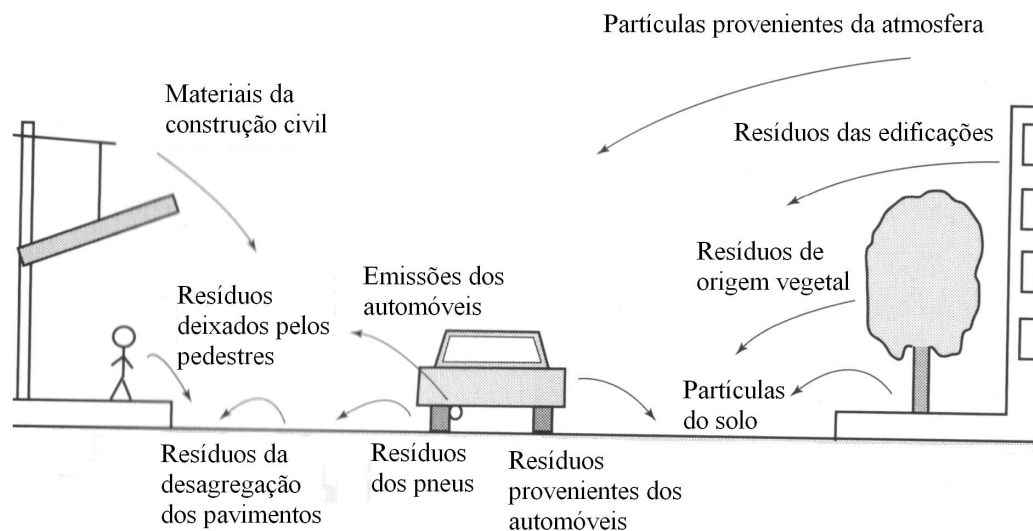 Partículas provenientes da atmosfera
Materiais da
construção civil
Resíduos das edificações
Resíduos de
origem vegetal
Emissões dos
automóveis
Resíduos
deixados pelos
pedestres
Partículas
do solo
Resíduos da
desagregação
dos pavimentos
Resíduos
dos pneus
Resíduos
provenientes dos
automóveis